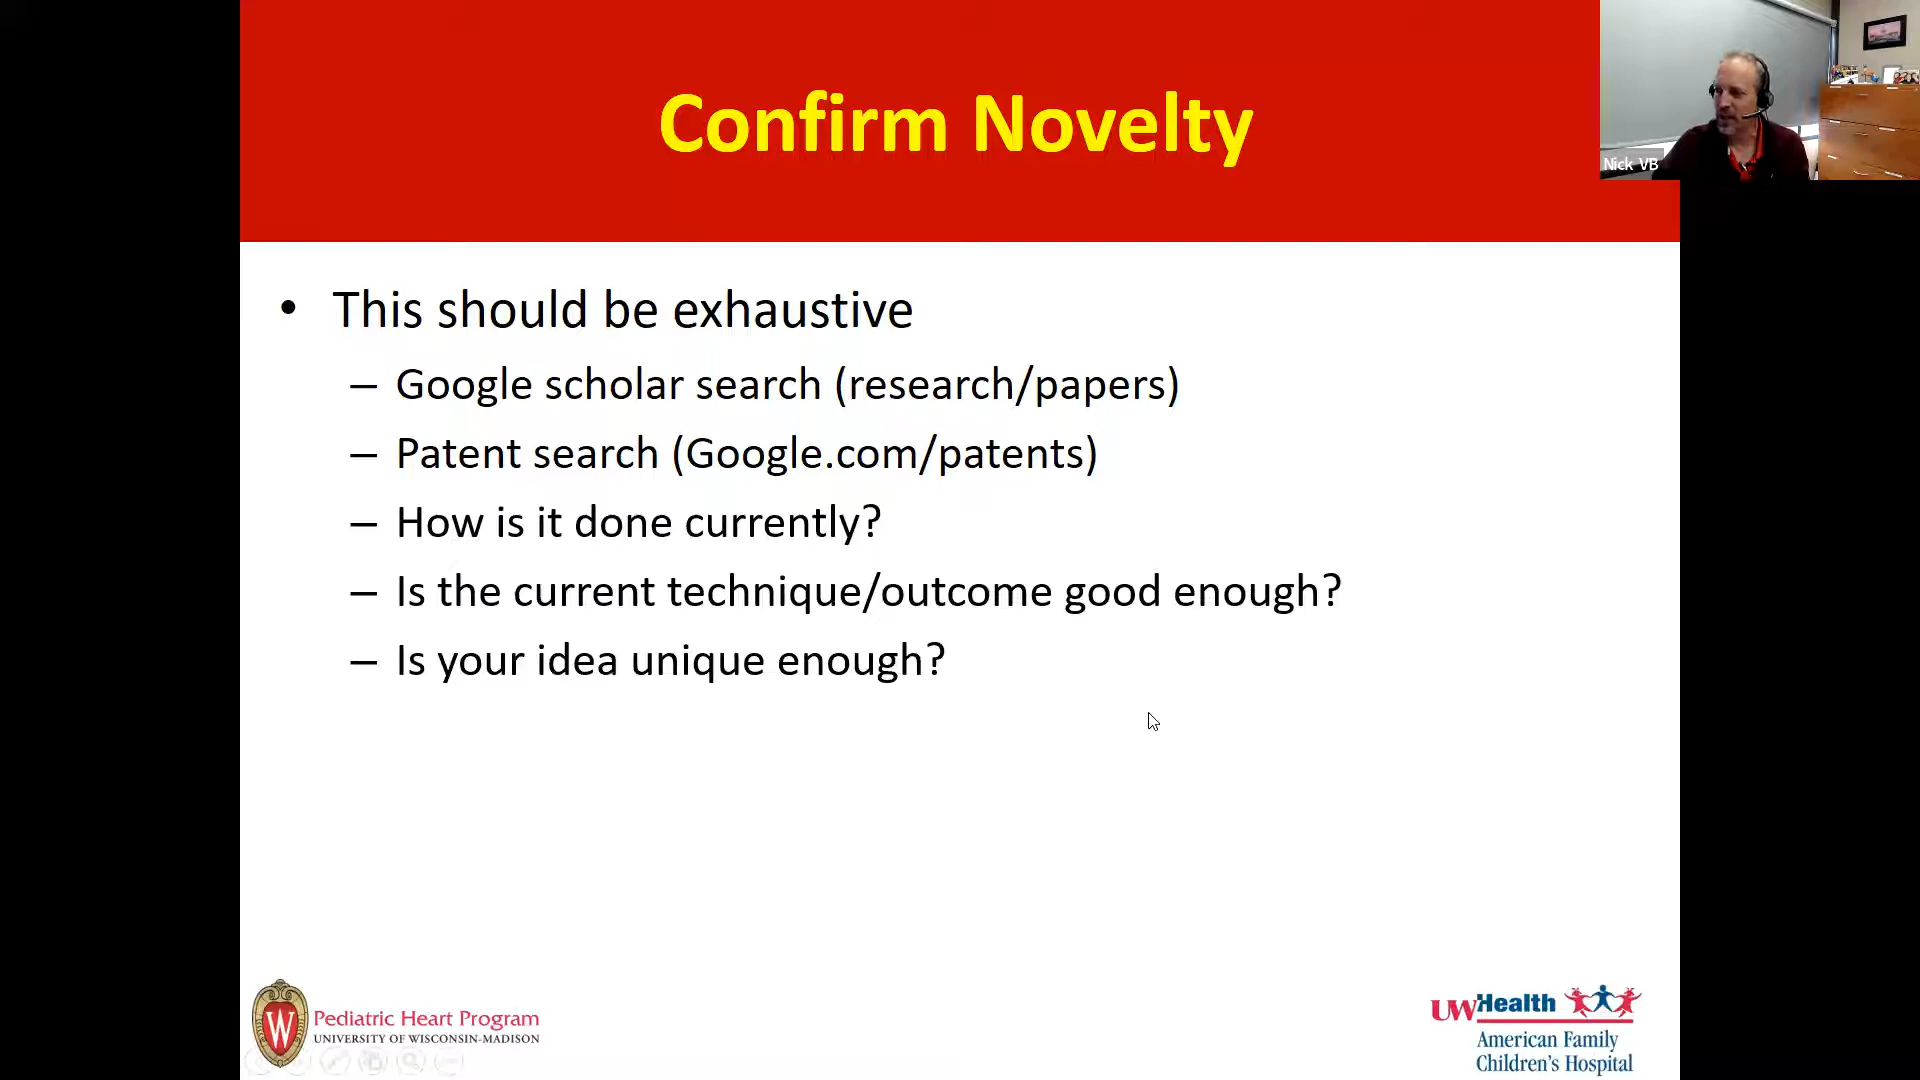 Confirm Novelty
Nick VB
• This should be exhaustive
– Google scholar search (research/papers)
– Patent search (Google.com/patents)
– How is it done currently?
– Is the current technique/outcome good enough?
– Is your idea unique enough?
W
Pediatric Heart Program
UNIVERSITY OF WISCONSIN-MADISON
UWHealth
American Family
Children's Hospital